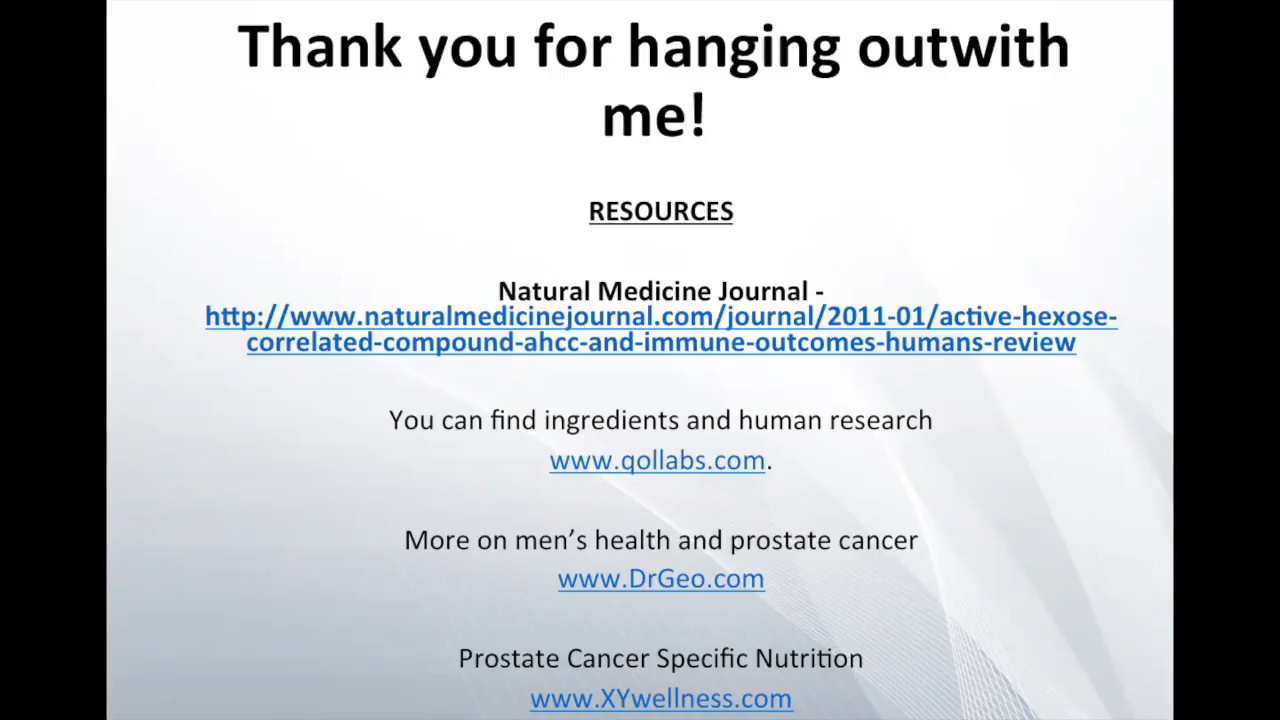 Thank you for hanging outwith
me!
RESOURCES
Natural Medicine Journal -
http://www.naturalmedicinejournal.com/journal/2011-01/active-hexose-
correlated-compound-ahcc-and-immune-outcomes-humans-review
You can find ingredients and human research
www.qollabs.com.
More on men’s health and prostate cancer
www.DrGeo.com
Prostate Cancer Specific Nutrition
www.XYwellness.com